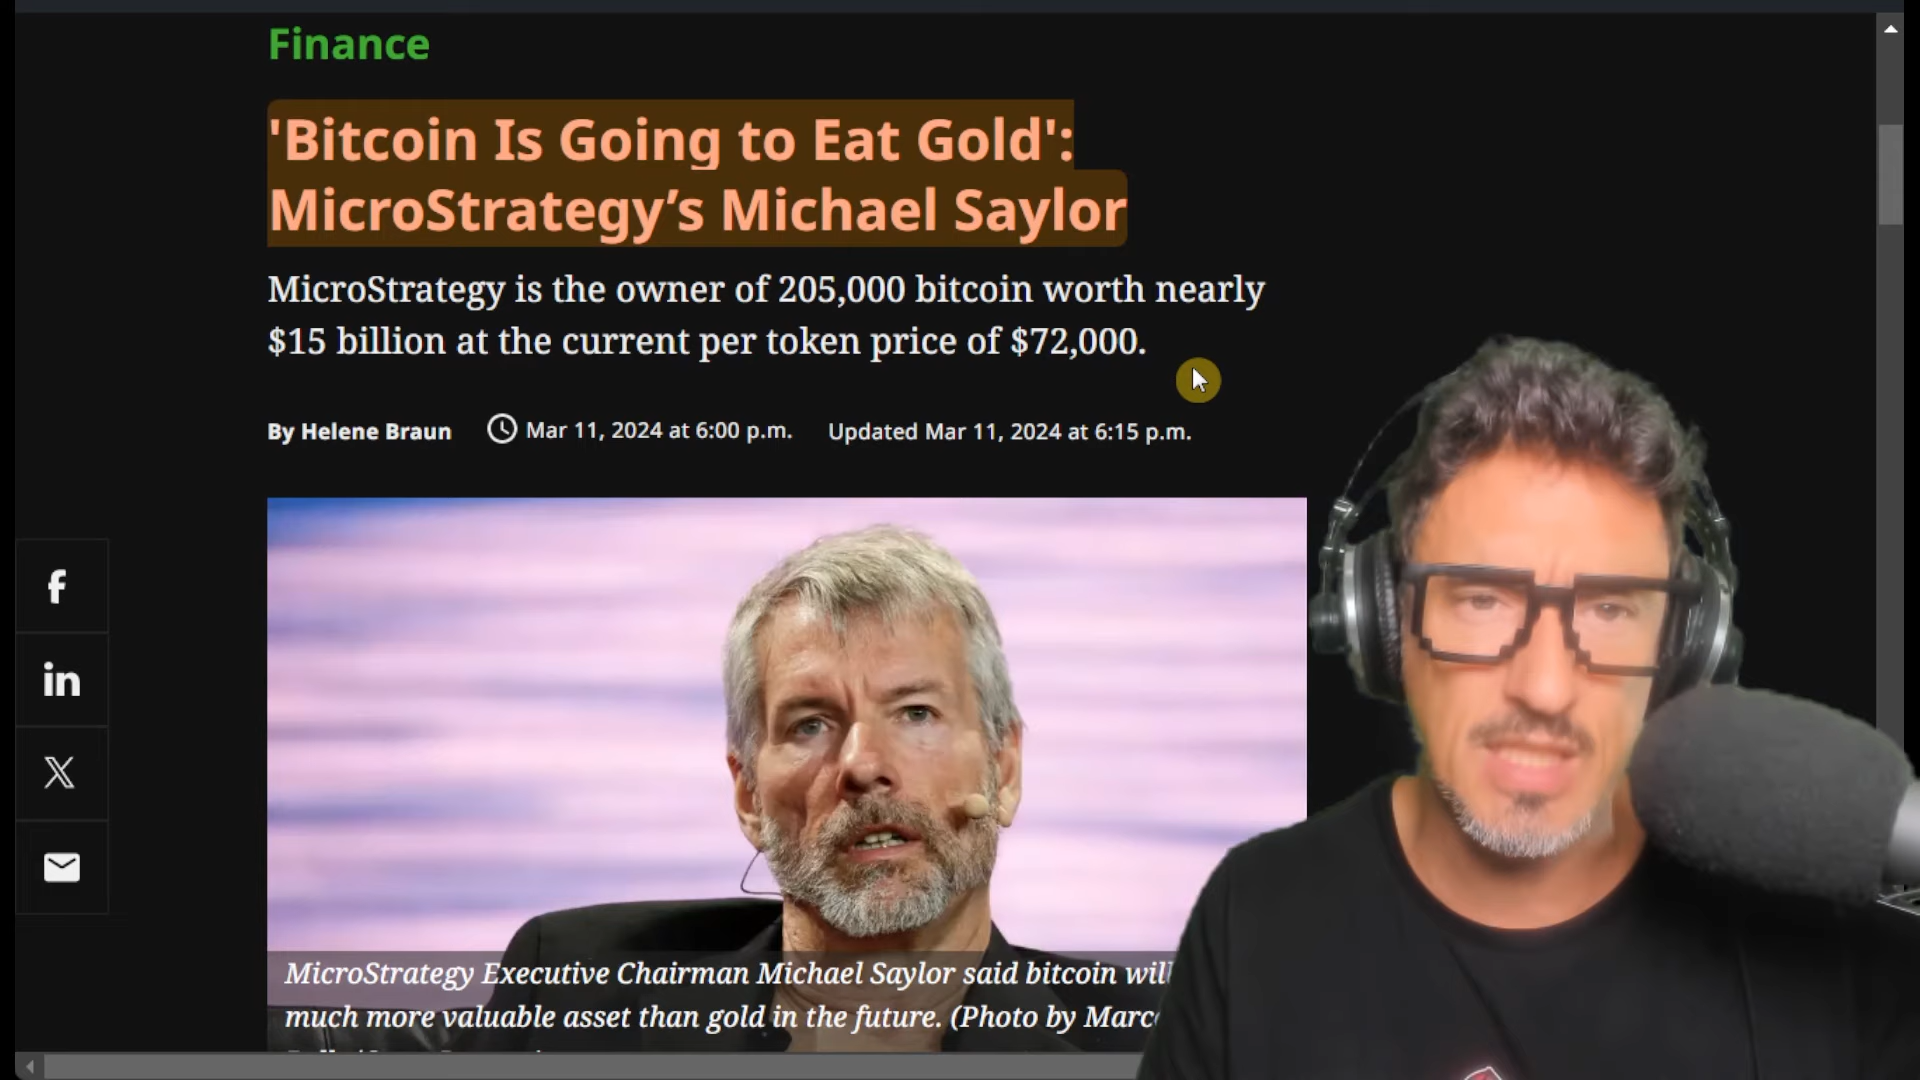 Finance
'Bitcoin Is Going to Eat Gold':
MicroStrategy’s Michael Saylor
MicroStrategy is the owner of 205,000 bitcoin worth nearly
$15 billion at the current per token price of $72,000.
By Helene Braun Mar 11, 2024 at 6:00 p.m. Updated Mar 11, 2024 at 6:15 p.m.
f
in
X
MicroStrategy Executive Chairman Michael Saylor said bitcoin will
much more valuable asset than gold in the future. (Photo by Marc